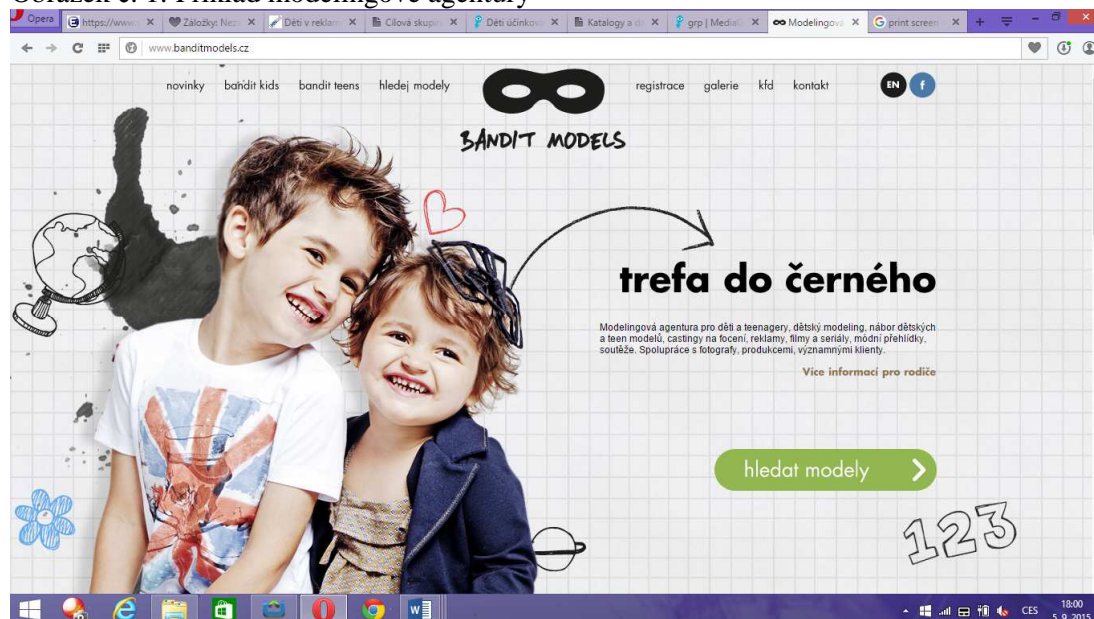 Obrázek č. 1: Příklad modelingové agentury
Opera
https://www.
Záložky: Nez
Děti v reklam
Cílová skupin
Děti účinkov
Katalogy a st
grp | Media
Modelingová
print screen
www.banditmodels.cz
novinky bandit kids bandit teens hledej modely registrace galerie kfd kontakt EN f
BANDIT MODELS
trefa do černého
Modelingová agentura pro děti a teenagery, dětský modeling, nábor dětských
a teen modelů, castingy na focení, reklamy, filmy a seriály, módní přehlídky,
soutěže. Spolupráce s fotografy, produkcemi, významnými klienty.
Více informací pro rodiče
hledat modely
123
CES 18:00
5. 9. 2015